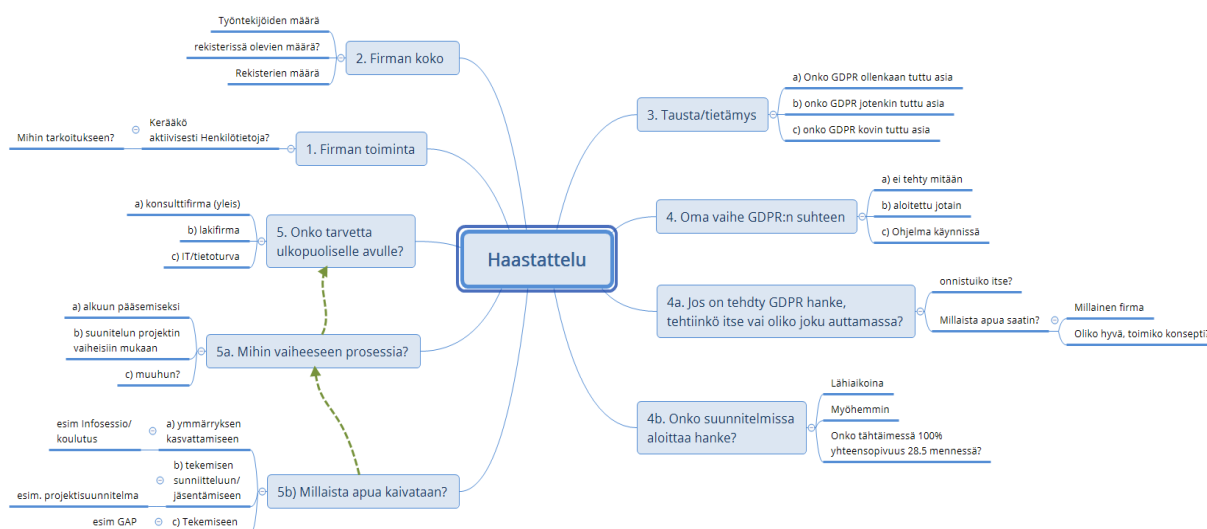 Haastattelu
1. Firman toiminta
Kerääkö
aktiivisesti Henkilötietoja?
Mihin tarkoitukseen?
2. Firman koko
Työntekijöiden määrä
rekisterissä olevien määrä?
Rekisterien määrä
3. Tausta/tietämys
a) Onko GDPR ollenkaan tuttu asia
b) onko GDPR jotenkin tuttu asia
c) onko GDPR kovin tuttu asia
4. Oma vaihe GDPR:n suhteen
a) ei tehty mitään
b) aloitettu jotain
c) Ohjelma käynnissä
4a. Jos on tehdty GDPR hanke,
tehtiinkö itse vai oliko joku auttamassa?
onnistuiko itse?
Millaista apua saatin?
Millainen firma
Oliko hyvä, toimiko konsepti?
4b. Onko suunnitelmissa
aloittaa hanke?
Lähiaikoina
Myöhemmin
Onko tähtäimessä 100%
yhteensopivuus 28.5 mennessä?
5. Onko tarvetta
ulkopuoliselle avulle?
a) konsulttifirma (yleis)
b) lakifirma
c) IT/tietoturva
5a. Mihin vaiheeseen prosessia?
a) alkuun pääsemiseksi
b) suunitelun projektin
vaiheisiin mukaan
c) muuhun?
5b) Millaista apua kaivataan?
a) ymmärryksen
kasvattamiseen
esim Infosessio/
koulutus
b) tekemisen
sunniitteluun/
jäsentämiseen
esim. projektisuunnitelma
c) Tekemiseen
esim GAP